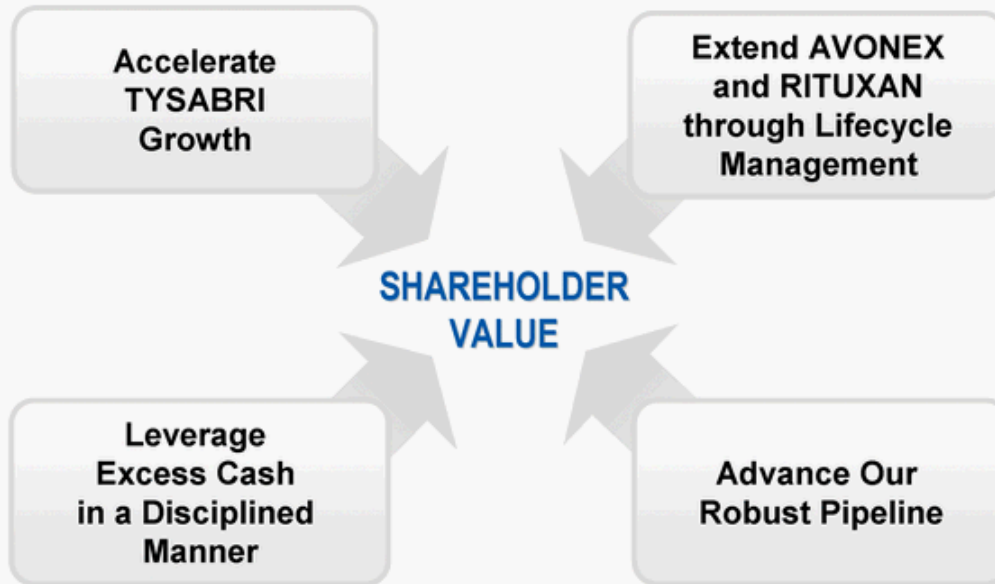 Accelerate
TYSABRI
Growth
Extend AVONEX
and RITUXAN
through Lifecycle
Management
SHAREHOLDER
VALUE
Leverage
Excess Cash
in a Disciplined
Manner
Advance Our
Robust Pipeline